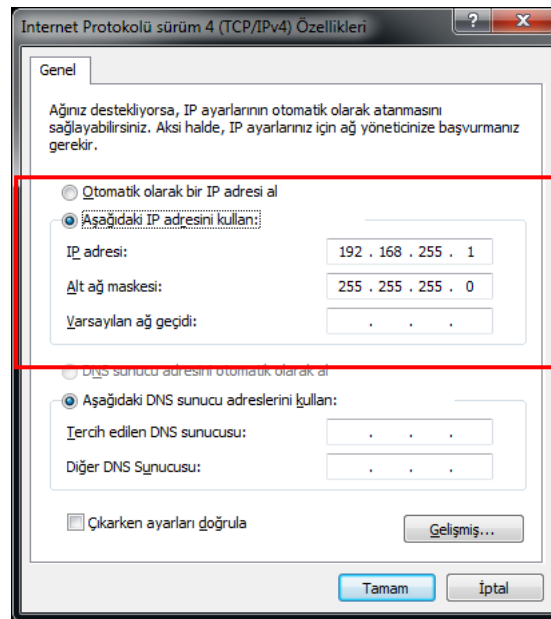 Internet Protokolü sürüm 4 (TCP/IPv4) Özellikleri
Genel
Ağınız destekliyorsa, IP ayarlarının otomatik olarak atanmasını
sağlayabilirsiniz. Aksi halde, IP ayarlarınız için ağ yöneticinize başvurmanız
gerekir.
Otomatik olarak bir IP adresi al
Aşağıdaki IP adresini kullan:
IP adresi: 192 . 168 . 255 . 1
Alt ağ maskesi: 255 . 255 . 255 . 0
Varsayılan ağ geçidi: . . .
DNS sunucu adresini otomatik olarak al
Aşağıdaki DNS sunucu adreslerini kullan:
Tercih edilen DNS sunucusu: . . .
Diğer DNS Sunucusu: . . .
Çıkarken ayarları doğrula
Gelişmiş...
Tamam İptal